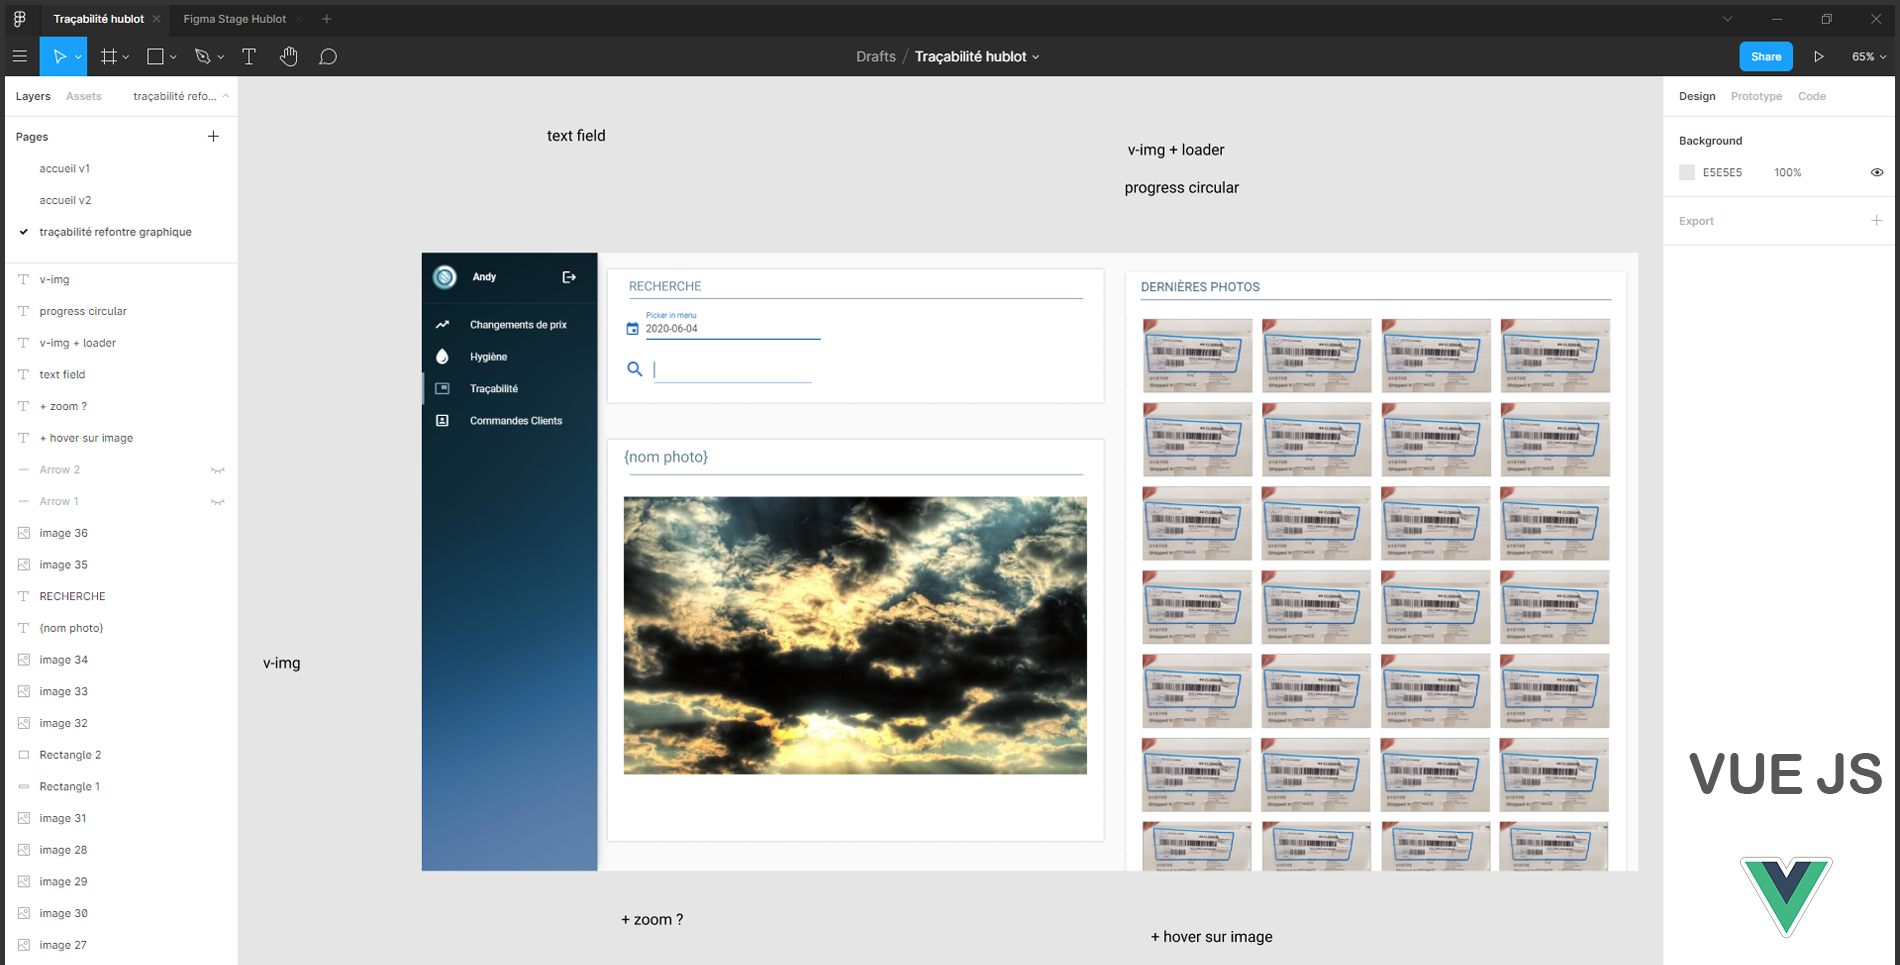 Traçabilité hublot
Figma Stage Hublot
Drafts / Traçabilité hublot
Share
65%
Layers
Assets
traçabilité refo...
Pages
accueil v1
accueil v2
traçabilité refontre graphique
v-img
progress circular
v-img + loader
text field
+ zoom ?
+ hover sur image
Arrow 2
Arrow 1
image 36
image 35
RECHERCHE
{nom photo}
image 34
image 33
image 32
Rectangle 2
Rectangle 1
image 31
image 28
image 29
image 30
image 27
text field
v-img + loader
progress circular
v-img
Andy
Changements de prix
Hygiène
Traçabilité
Commandes Clients
RECHERCHE
Picker in menu
2020-06-04
{nom photo}
DERNIÈRES PHOTOS
+ zoom ?
+ hover sur image
Design
Prototype
Code
Background
E5E5E5
100%
Export
VUE JS